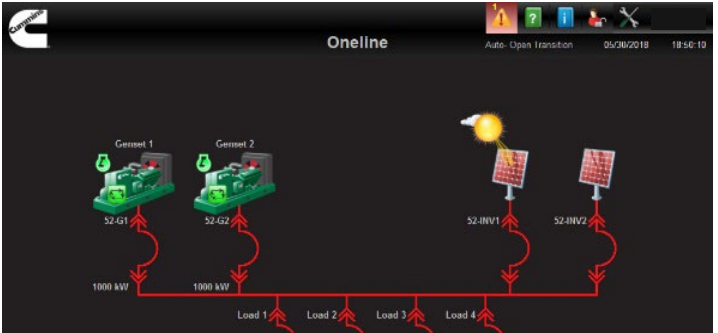 Cummins
1
?
i
Oneline
Auto- Open Transition 05/30/2018 18:50:10
Genset 1 Genset 2
52-G1 52-G2 52-INV1 52-INV2
1000 kW 1000 kW
Load 1 Load 2 Load 3 Load 4